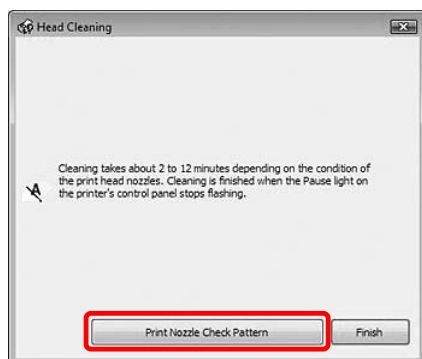 Head Cleaning
Cleaning takes about 2 to 12 minutes depending on the condition of
the print head nozzles. Cleaning is finished when the Pause light on
the printer's control panel stops flashing.
Print Nozzle Check Pattern
Finish